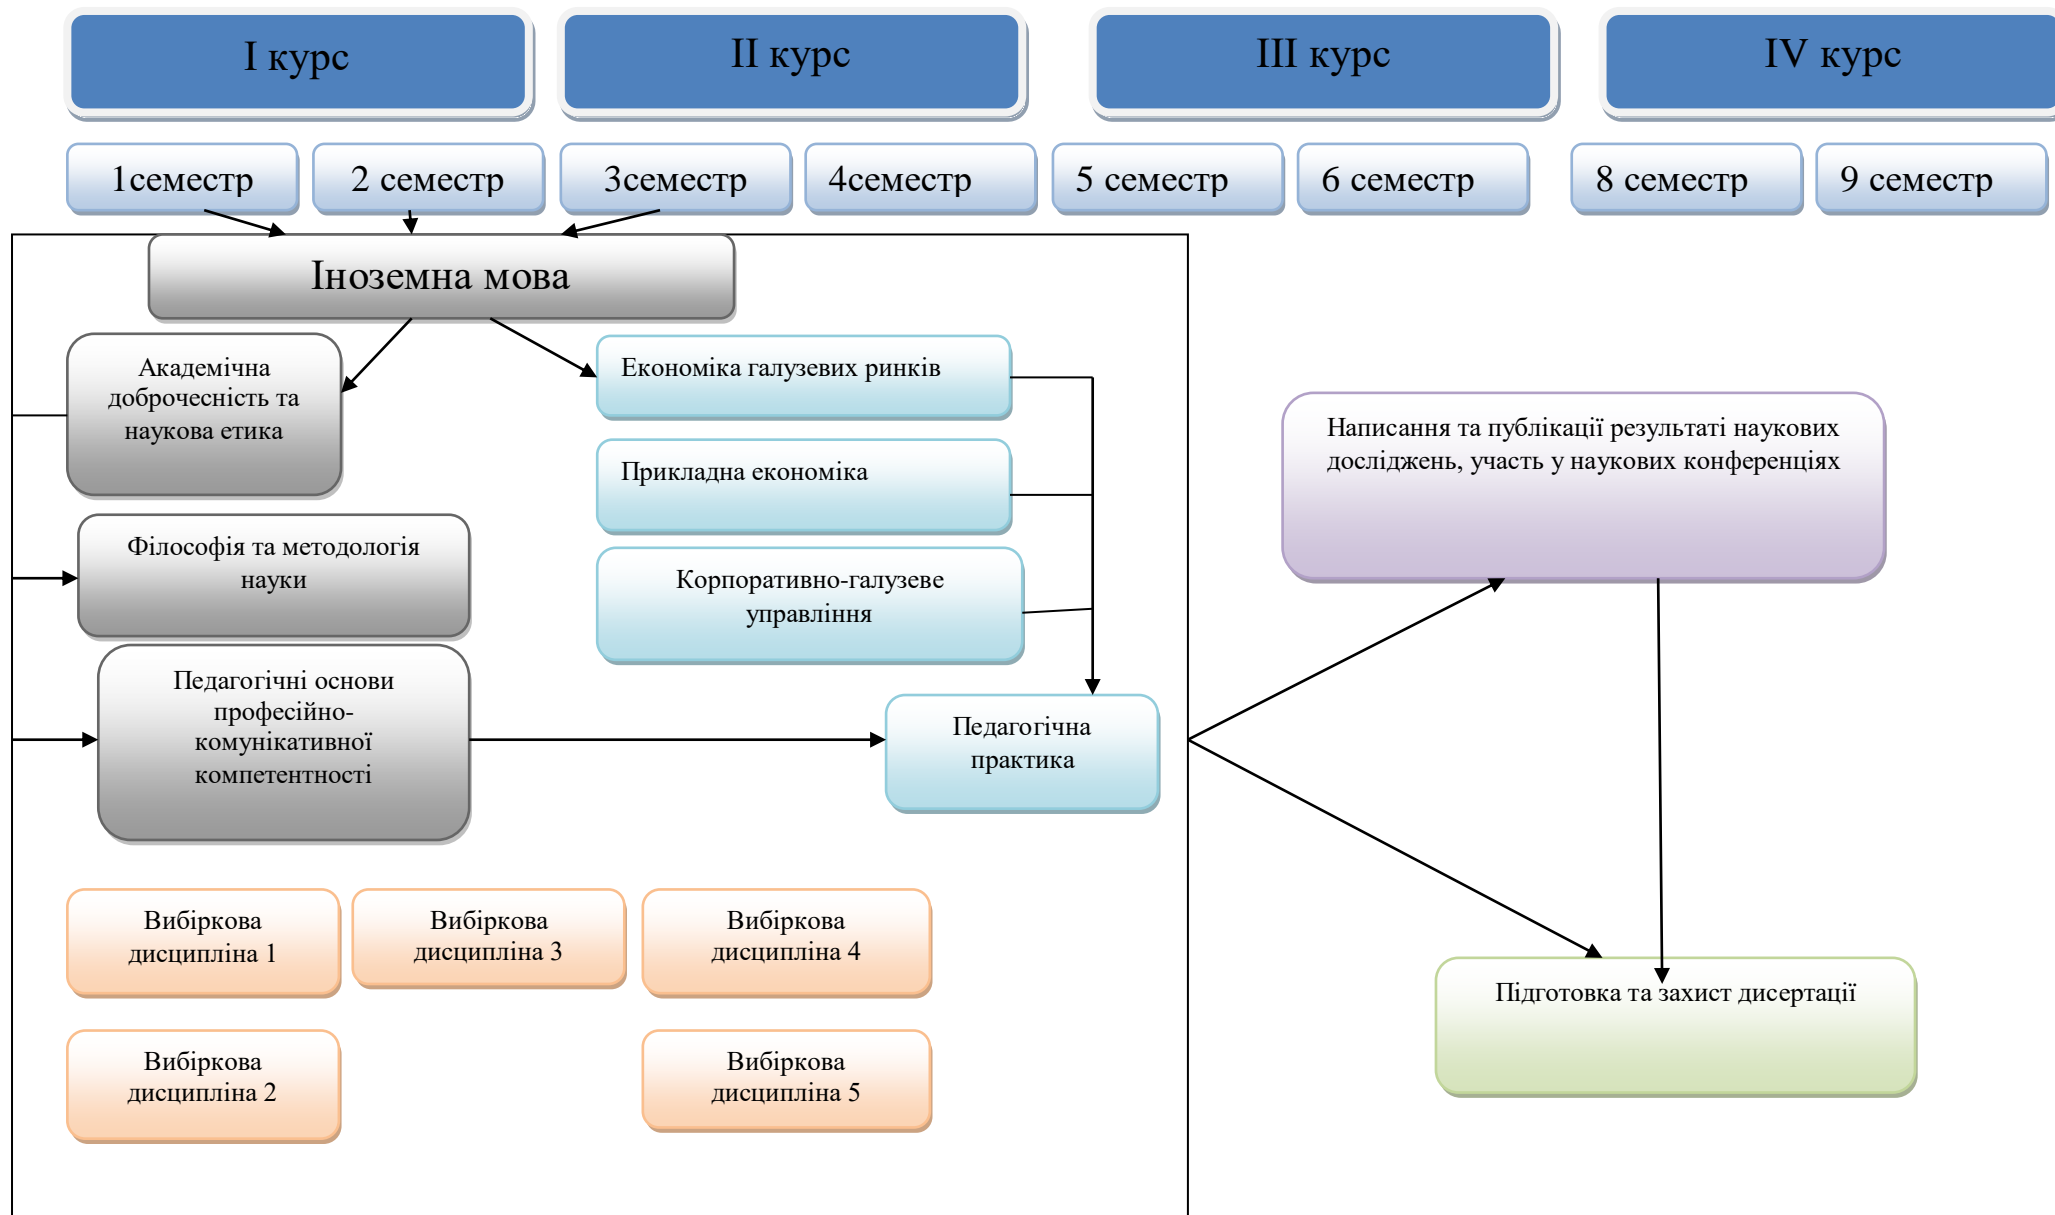 І курс
ІІ курс
ІІІ курс
IV курс
1семестр
2 семестр
3семестр
4семестр
5 семестр
6 семестр
8 семестр
9 семестр
Іноземна мова
Академічна
доброчесність та
наукова етика
Економіка галузевих ринків
Прикладна економіка
Написання та публікації результаті наукових
досліджень, участь у наукових конференціях
Філософія та методологія
науки
Корпоративно-галузеве
управління
Педагогічні основи
професійно-
комунікативної
компетентності
Педагогічна
практика
Вибіркова
дисципліна 1
Вибіркова
дисципліна 3
Вибіркова
дисципліна 4
Підготовка та захист дисертації
Вибіркова
дисципліна 2
Вибіркова
дисципліна 5